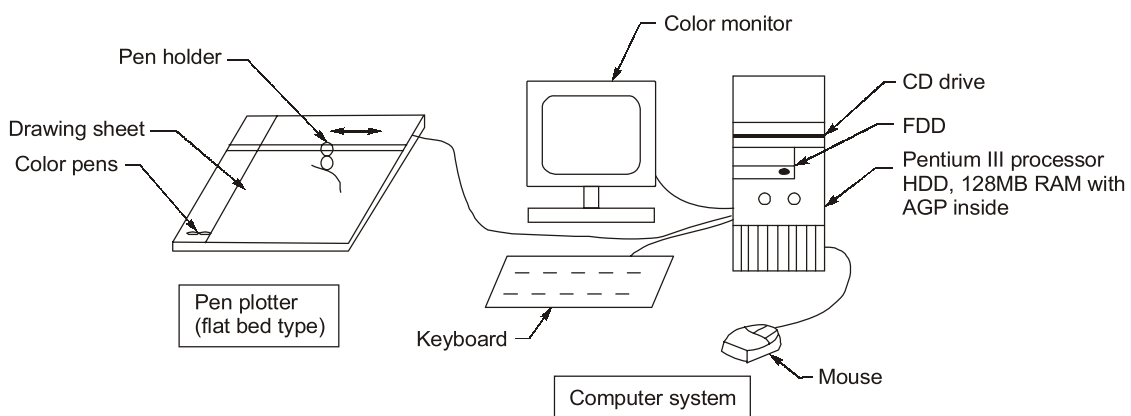 Color monitor
Pen holder
CD drive
Drawing sheet
FDD
Color pens
Pentium III processor
HDD, 128MB RAM with
AGP inside
Pen plotter
(flat bed type)
Keyboard
Mouse
Computer system